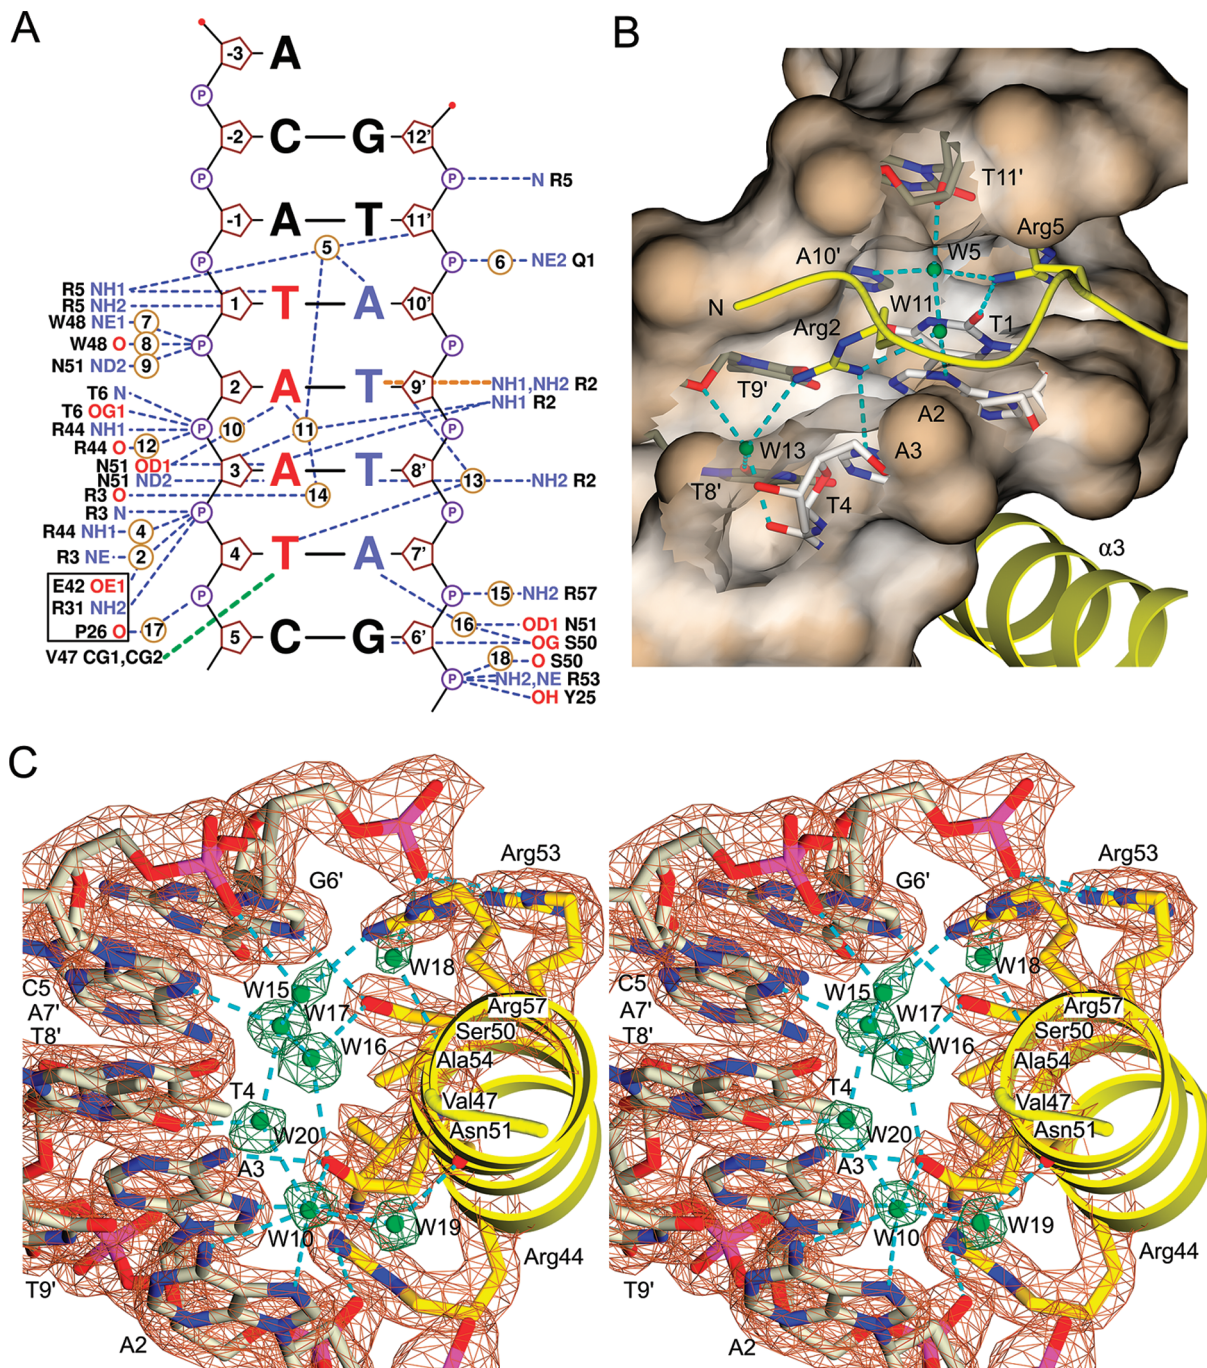 A
-3 A
P
-2 C G 12'
P P N R5
-1 A T 11'
5
P P 6 NE2 Q1
R5 NH1
R5 NH2
1 T A 10'
W48 NE1 7
W48 O 8
N51 ND2 9
P P
2 A T 9' NH1,NH2 R2
NH1 R2
T6 N
T6 OG1
R44 NH1
R44 O 12
P 10 11 P
N51 OD1
N51 ND2
3 A T 8' 13 NH2 R2
R3 O 14
R3 N
P P
R44 NH1 4
R3 NE 2
4 T A 7'
E42 OE1
R31 NH2
P26 O 17
P P 15 NH2 R57
16 OD1 N51
5 C G 6' OG S50
V47 CG1,CG2
18 O S50
P NH2,NE R53
OH Y25
B
T11'
Arg5
A10'
W5
N
W11
Arg2
T1
T9'
A2
W13
A3
T8'
T4
α3
C
Arg53
G6'
W18
C5
W15
A7'
W17
Arg57
T8'
Ser50
W16
Ala54
T4
Val47
W20
Asn51
A3
W19
W10
Arg44
T9'
A2
Arg53
G6'
W18
C5
W15
A7'
W17
Arg57
T8'
Ser50
W16
Ala54
T4
Val47
W20
Asn51
A3
W19
W10
Arg44
T9'
A2